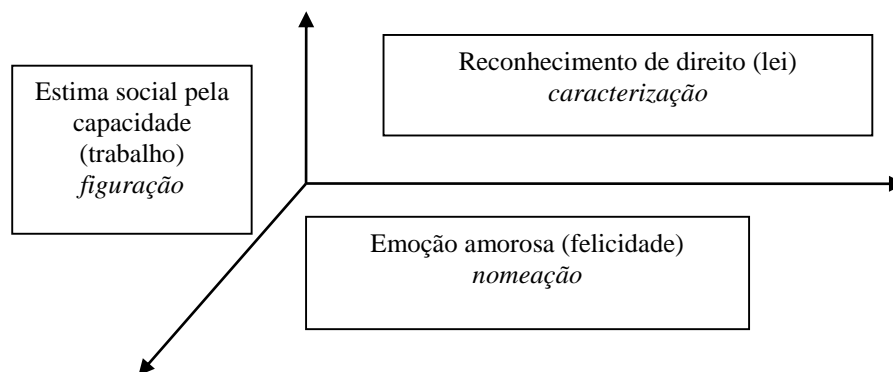 Estima social pela
capacidade
(trabalho)
figuração
Reconhecimento de direito (lei)
caracterização
Emoção amorosa (felicidade)
nomeação